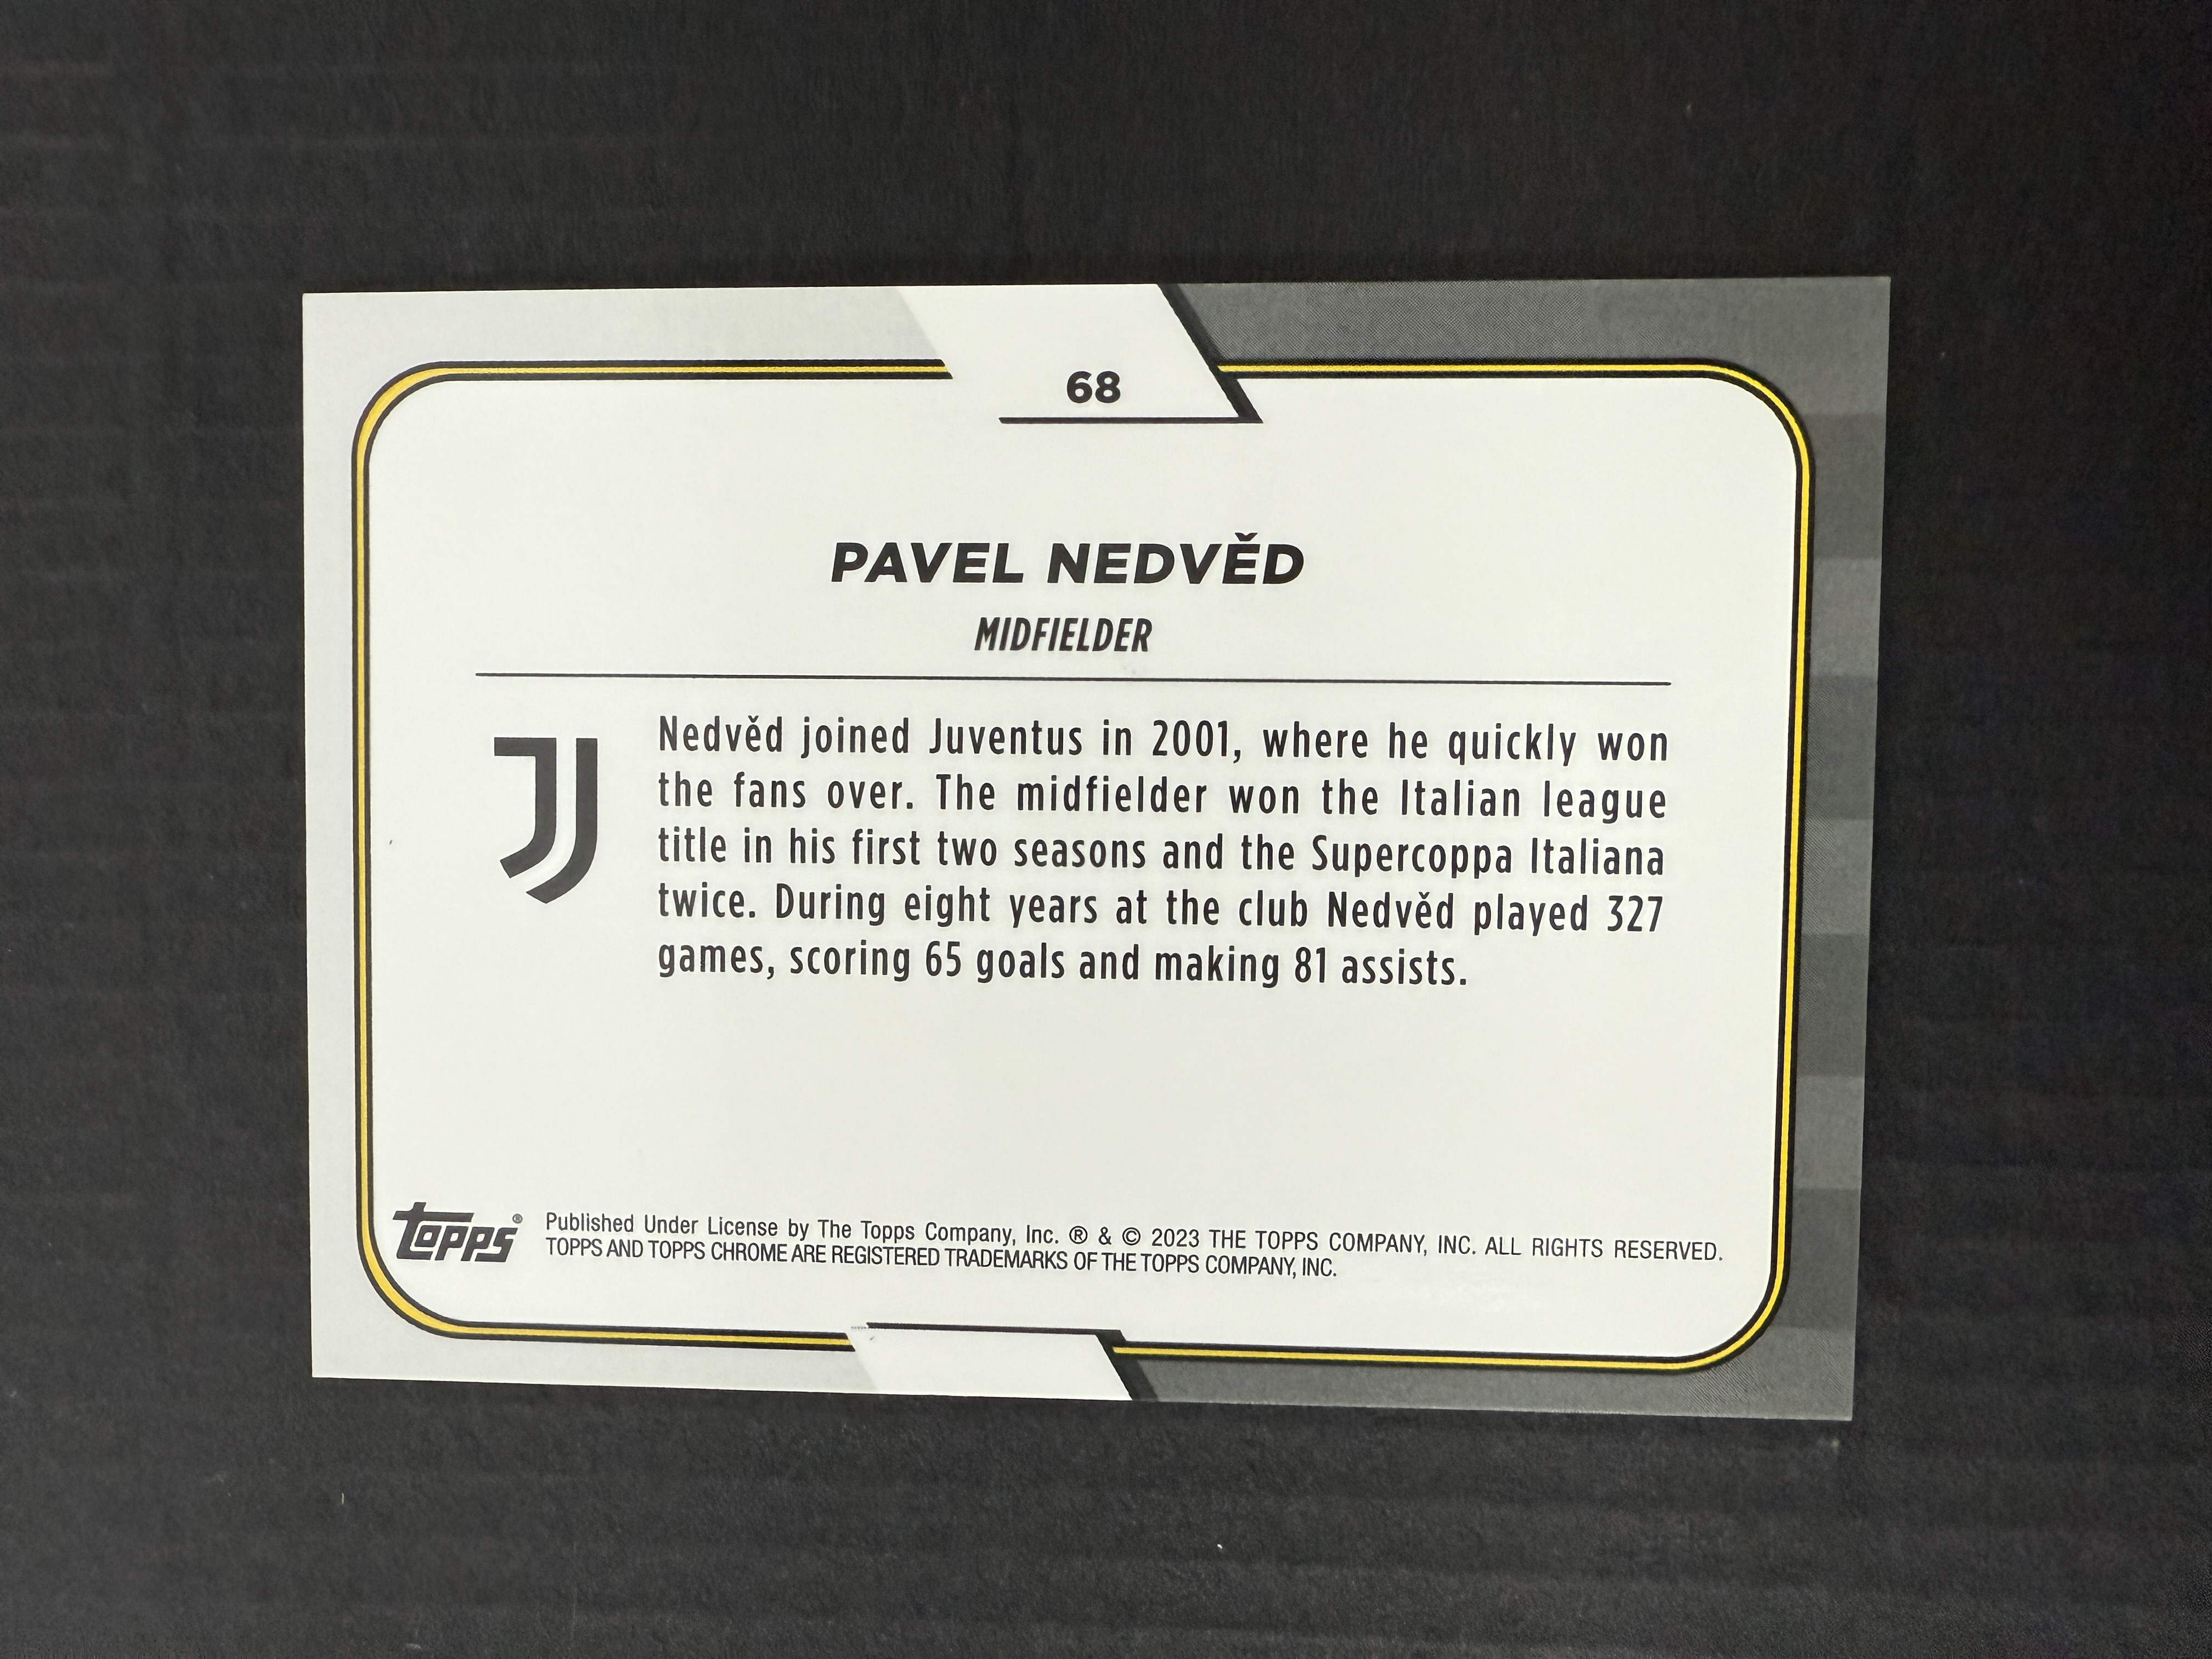 68
PAVEL NEDVĚD
MIDFIELDER
Nedvěd joined Juventus in 2001, where he quickly won
the fans over. The midfielder won the Italian league
title in his first two seasons and the Supercoppa Italiana
twice. During eight years at the club Nedvěd played 327
games, scoring 65 goals and making 81 assists.
topps®
Published Under License by The Topps Company, Inc. ® & © 2023 THE TOPPS COMPANY, INC. ALL RIGHTS RESERVED.
TOPPS AND TOPPS CHROME ARE REGISTERED TRADEMARKS OF THE TOPPS COMPANY, INC.